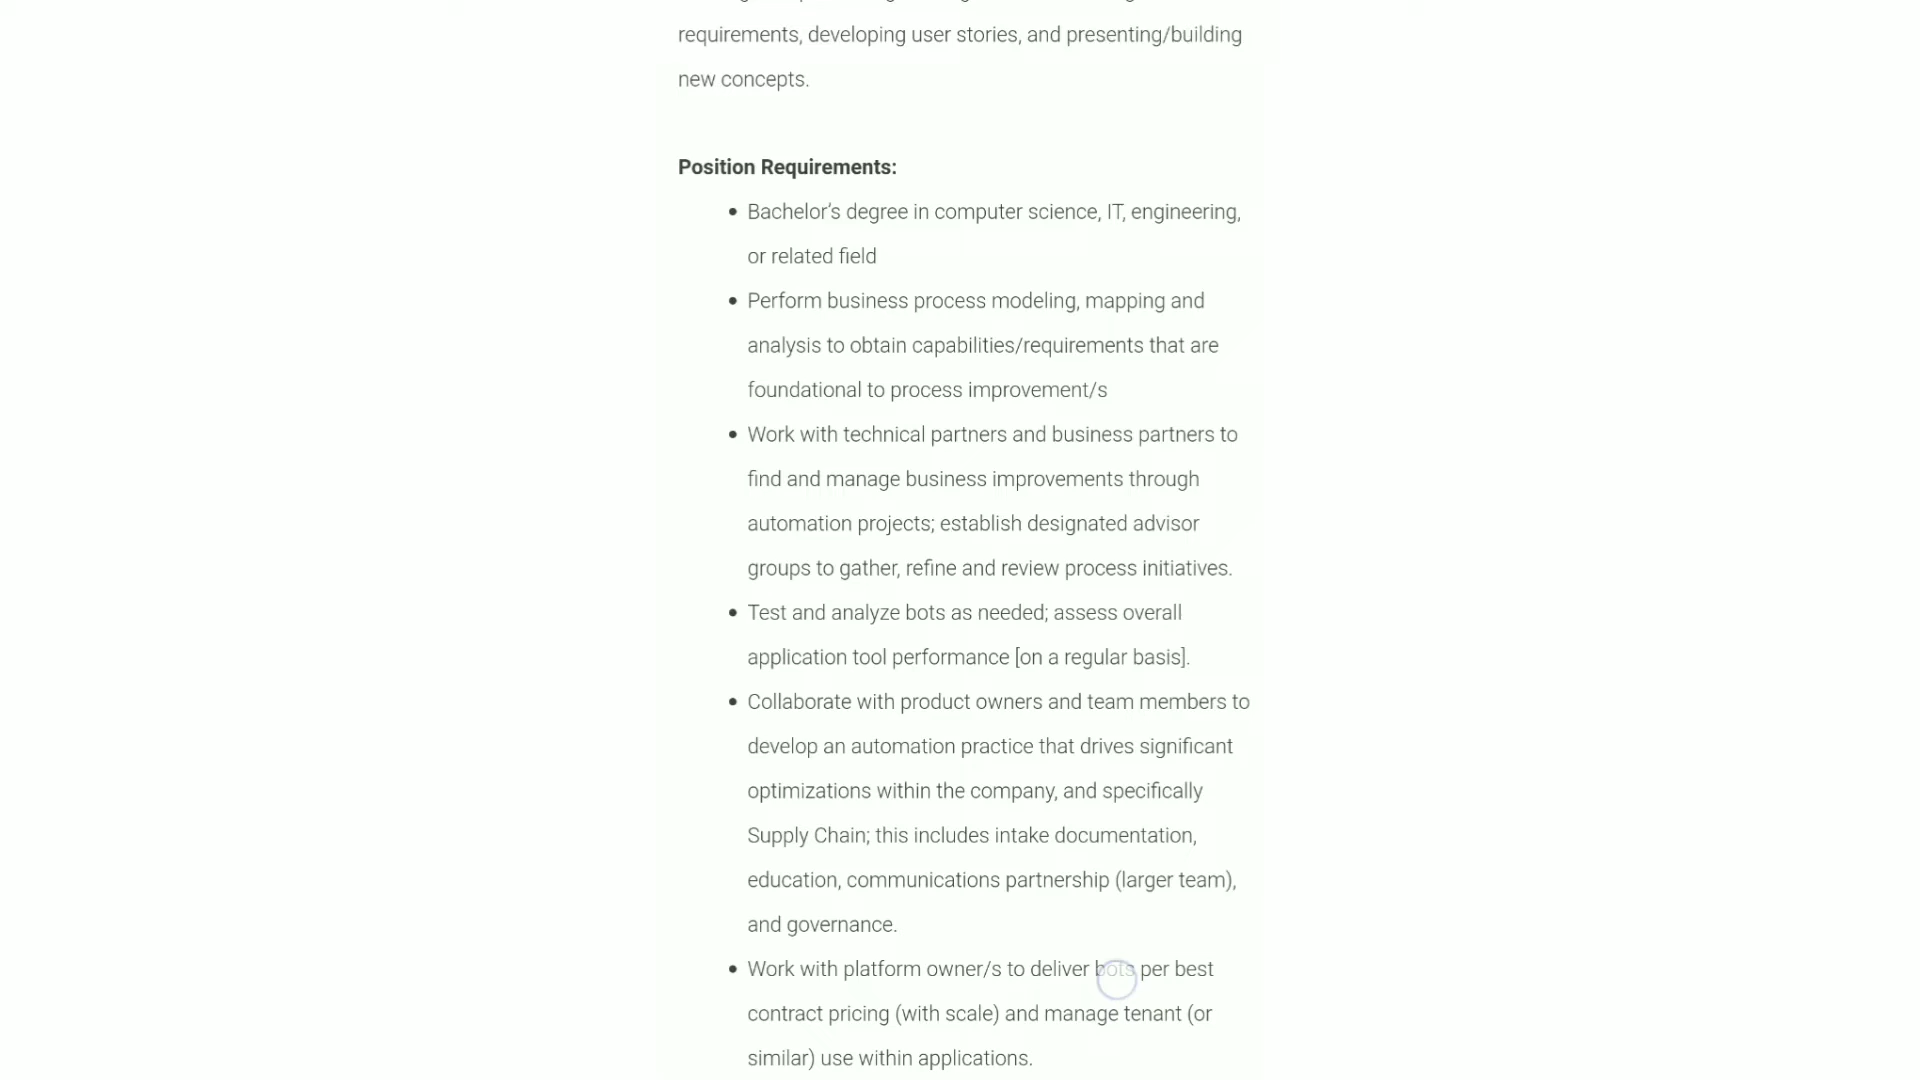 requirements, developing user stories, and presenting/building
new concepts.
Position Requirements:
• Bachelor’s degree in computer science, IT, engineering,
or related field
• Perform business process modeling, mapping and
analysis to obtain capabilities/requirements that are
foundational to process improvement/s
• Work with technical partners and business partners to
find and manage business improvements through
automation projects; establish designated advisor
groups to gather, refine and review process initiatives.
• Test and analyze bots as needed; assess overall
application tool performance [on a regular basis].
• Collaborate with product owners and team members to
develop an automation practice that drives significant
optimizations within the company, and specifically
Supply Chain; this includes intake documentation,
education, communications partnership (larger team),
and governance.
• Work with platform owner/s to deliver bots per best
contract pricing (with scale) and manage tenant (or
similar) use within applications.